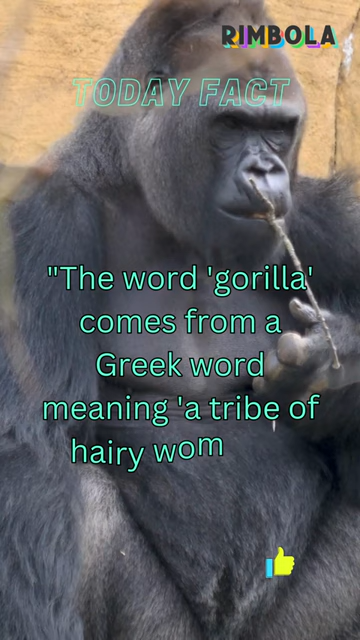 RIMBOLA
TODAY FACT
"The word 'gorilla'
comes from a
Greek word
meaning 'a tribe of
hairy wom